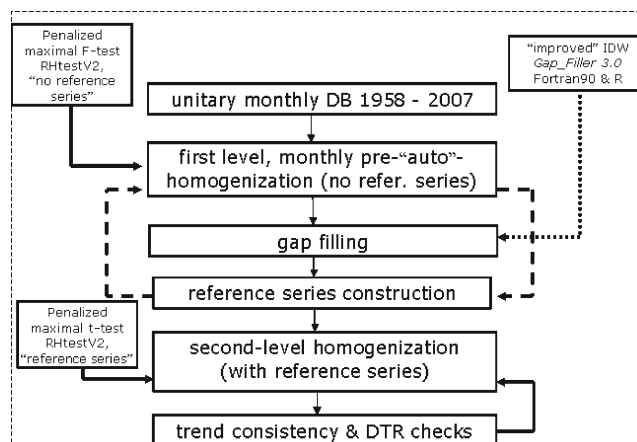 Penalized
maximal F-test
RHtestV2,
“no reference
series”
“improved” IDW
Gap_Filler 3.0
Fortran90 & R
unitary monthly DB 1958 - 2007
first level, monthly pre-“auto”-
homogenization (no refer. series)
gap filling
reference series construction
Penalized
maximal t-test
RHtestV2,
“reference series”
second-level homogenization
(with reference series)
trend consistency & DTR checks